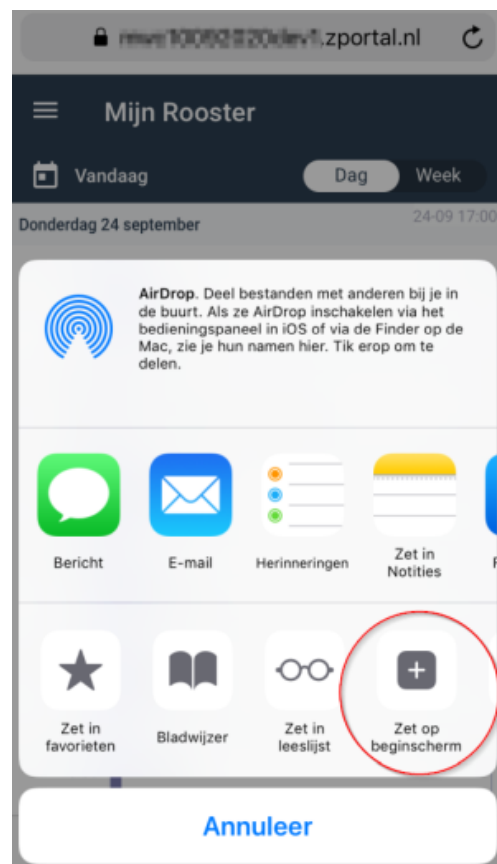 .zportal.nl
Mijn Rooster
Vandaag
Dag
Week
Donderdag 24 september
24-09 17:00
AirDrop. Deel bestanden met anderen bij je in
de buurt. Als ze AirDrop inschakelen via het
bedieningspaneel in iOS of via de Finder op de
Mac, zie je hun namen hier. Tik erop om te
delen.
Bericht
E-mail
Herinneringen
Zet in
Notities
Zet in
favorieten
Bladwijzer
Zet in
leeslijst
Zet op
beginscherm
Annuleer